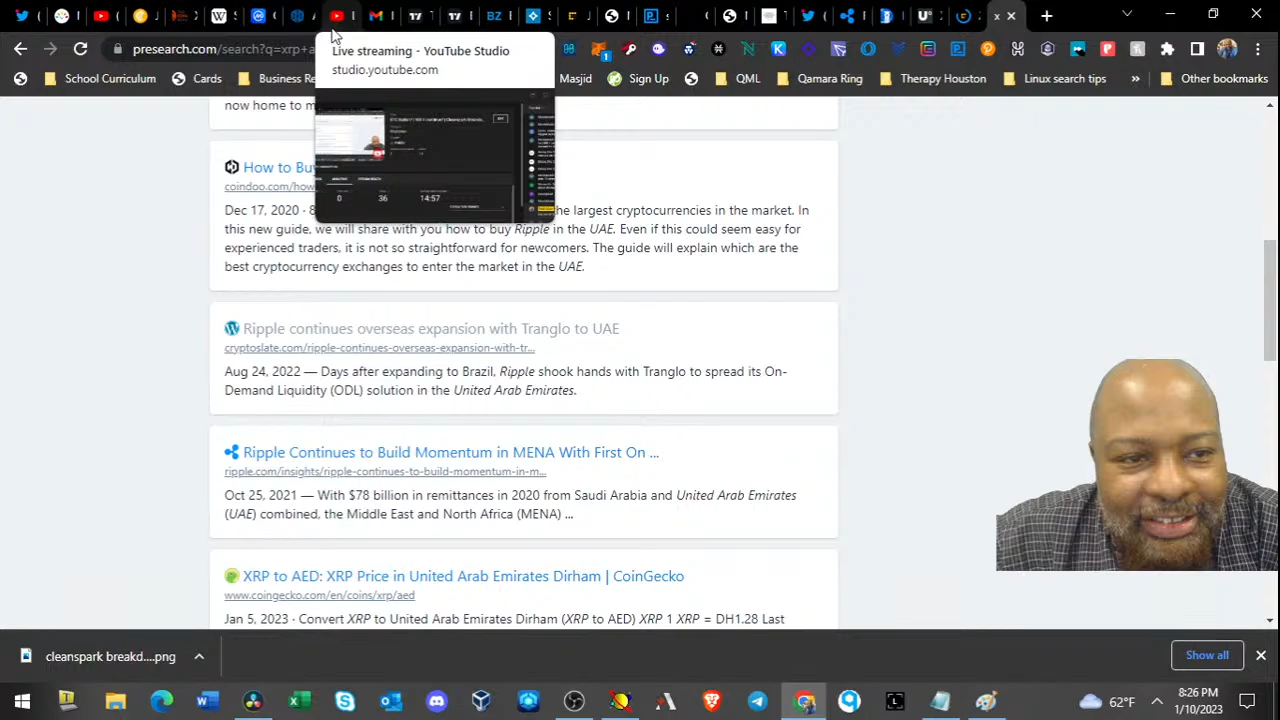 presearch.com/search?q=xrp+a
School Curriculum
Cards
Business Re
Masjid
Sign Up
QML
Qamara Ring
Therapy Houston
Linux search tips
»
Other bookmarks
Live streaming - YouTube Studio
studio.youtube.com
0
36
14:57
now home to m
coindoo.com/how
Dec 17, 2020 · 8
he largest cryptocurrencies in the market. In
this new guide, we will share with you how to buy Ripple in the UAE. Even if this could seem easy for
experienced traders, it is not so straightforward for newcomers. The guide will explain which are the
best cryptocurrency exchanges to enter the market in the UAE.
Ripple continues overseas expansion with Tranglo to UAE
cryptoslate.com/ripple-continues-overseas-expansion-with-tr...
Aug 24, 2022 — Days after expanding to Brazil, Ripple shook hands with Tranglo to spread its On-
Demand Liquidity (ODL) solution in the United Arab Emirates.
Ripple Continues to Build Momentum in MENA With First On ...
ripple.com/insights/ripple-continues-to-build-momentum-in-m...
Oct 25, 2021 — With $78 billion in remittances in 2020 from Saudi Arabia and United Arab Emirates
(UAE) combined, the Middle East and North Africa (MENA) ...
XRP to AED: XRP Price in United Arab Emirates Dirham | CoinGecko
www.coingecko.com/en/coins/xrp/aed
Jan 5, 2023 · Convert XRP to United Arab Emirates Dirham (XRP to AED) XRP 1 XRP = DH1.28 Last
cleanspark breakd....png
Show all
62°F
8:26 PM
1/10/2023